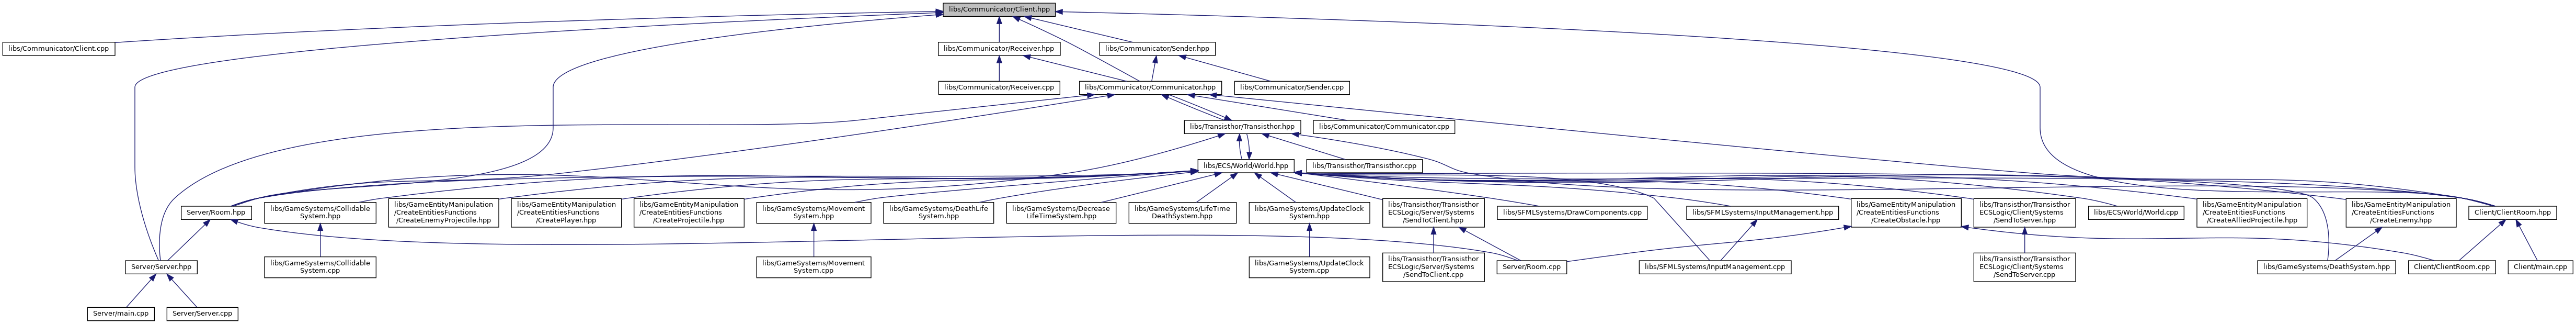 libs/Communicator/Client.hpp
libs/Communicator/Client.cpp
libs/Communicator/Receiver.hpp
libs/Communicator/Sender.hpp
libs/Communicator/Receiver.cpp
libs/Communicator/Communicator.hpp
libs/Communicator/Sender.cpp
libs/Transisthor/Transisthor.hpp
libs/Communicator/Communicator.cpp
libs/ECS/World/World.hpp
libs/Transisthor/Transisthor.cpp
Server/Room.hpp
libs/GameSystems/Collidable
System.hpp
libs/GameEntityManipulation
/CreateEntitiesFunctions
/CreateEnemyProjectile.hpp
libs/GameEntityManipulation
/CreateEntitiesFunctions
/CreatePlayer.hpp
libs/GameEntityManipulation
/CreateEntitiesFunctions
/CreateProjectile.hpp
libs/GameSystems/Movement
System.hpp
libs/GameSystems/DeathLife
System.hpp
libs/GameSystems/Decrease
LifeTimeSystem.hpp
libs/GameSystems/LifeTime
DeathSystem.hpp
libs/GameSystems/UpdateClock
System.hpp
libs/Transisthor/Transisthor
ECSLogic/Server/Systems
/SendToClient.hpp
libs/SFMLSystems/DrawComponents.cpp
libs/SFMLSystems/InputManagement.hpp
libs/GameEntityManipulation
/CreateEntitiesFunctions
/CreateObstacle.hpp
libs/Transisthor/Transisthor
ECSLogic/Client/Systems
/SendToServer.hpp
libs/ECS/World/World.cpp
libs/GameEntityManipulation
/CreateEntitiesFunctions
/CreateAlliedProjectile.hpp
libs/GameEntityManipulation
/CreateEntitiesFunctions
/CreateEnemy.hpp
Client/ClientRoom.hpp
Server/Server.hpp
libs/GameSystems/Collidable
System.cpp
libs/GameSystems/Movement
System.cpp
libs/GameSystems/UpdateClock
System.cpp
libs/Transisthor/Transisthor
ECSLogic/Server/Systems
/SendToClient.cpp
Server/Room.cpp
libs/SFMLSystems/InputManagement.cpp
libs/Transisthor/Transisthor
ECSLogic/Client/Systems
/SendToServer.cpp
libs/GameSystems/DeathSystem.hpp
Client/ClientRoom.cpp
Client/main.cpp
Server/main.cpp
Server/Server.cpp